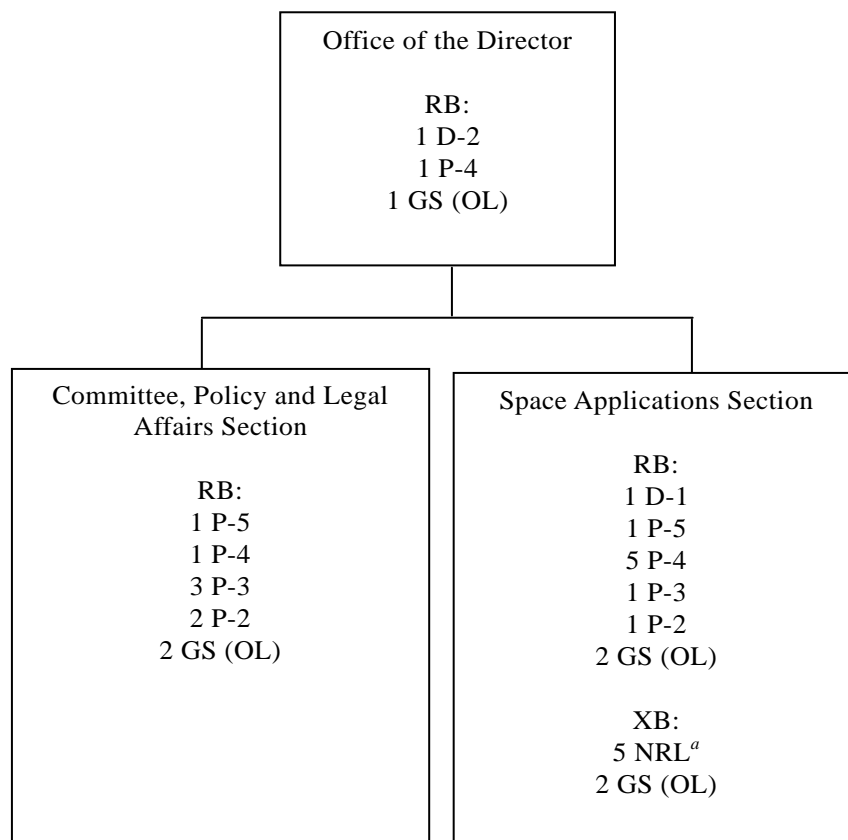 Office of the Director
RB:
1 D-2
1 P-4
1 GS (OL)
Committee, Policy and Legal
Affairs Section
RB:
1 P-5
1 P-4
3 P-3
2 P-2
2 GS (OL)
Space Applications Section
RB:
1 D-1
1 P-5
5 P-4
1 P-3
1 P-2
2 GS (OL)
XB:
5 NRLa
2 GS (OL)